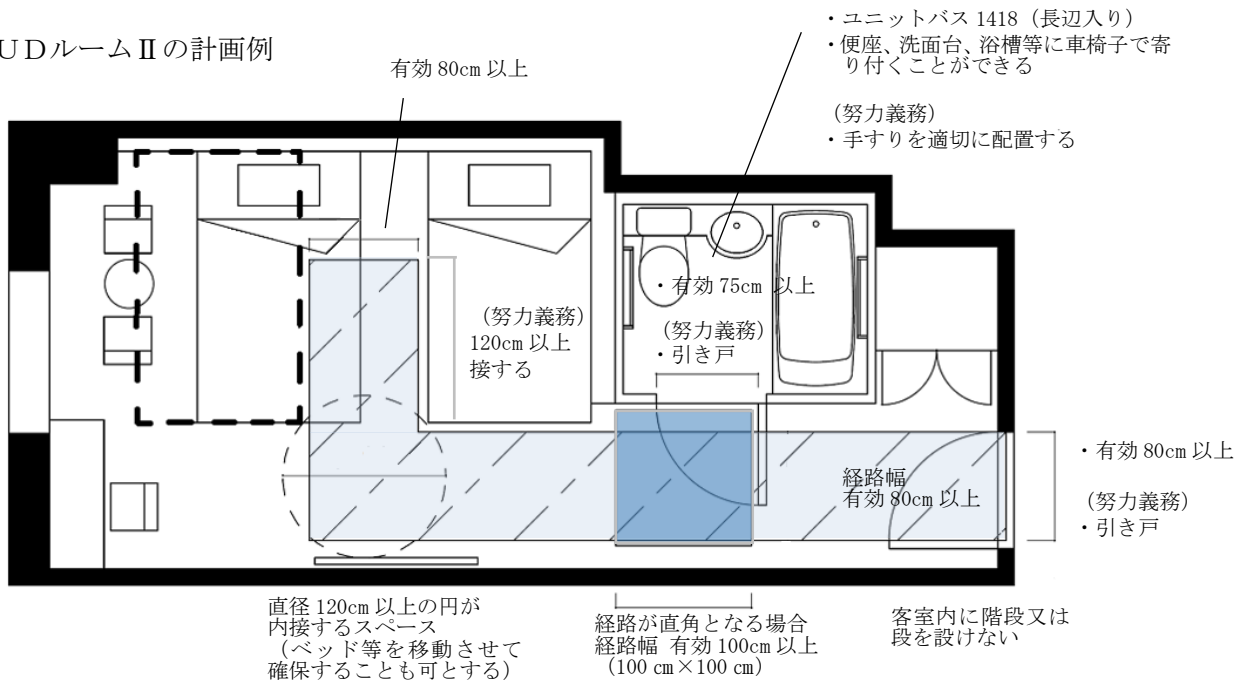 UDルームⅡの計画例
有効 80cm 以上
・ユニットバス 1418（長辺入り）
・便座、洗面台、浴槽等に車椅子で寄
り付くことができる
(努力義務)
・手すりを適切に配置する
・有効 75cm 以上
(努力義務)
・引き戸
(努力義務)
120cm 以上
接する
経路幅
有効 80cm 以上
・有効 80cm 以上
(努力義務)
・引き戸
直径 120cm 以上の円が
内接するスペース
（ベッド等を移動させて
確保することも可とする）
経路が直角となる場合
経路幅 有効 100cm 以上
（100 cm×100 cm）
客室内に階段又は
段を設けない